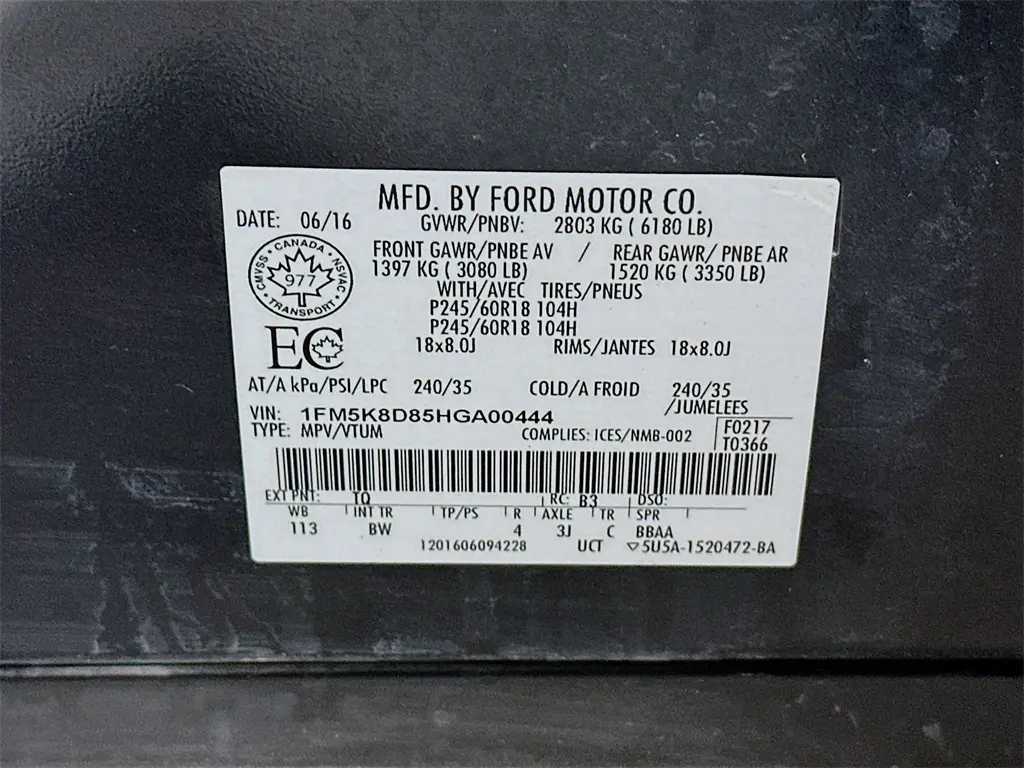 MFD. BY FORD MOTOR CO.
DATE: 06/16 GVWR/PNBV: 2803 KG ( 6180 LB)
FRONT GAWR/PNBE AV / REAR GAWR/ PNBE AR
1397 KG ( 3080 LB) 1520 KG ( 3350 LB)
WITH/AVEC TIRES/PNEUS
P245/60R18 104H
P245/60R18 104H
18x8.0J RIMS/JANTES 18x8.0J
CMVSS · CANADA · NSVAC
977
TRANSPORT
EC
AT/A kPa/PSI/LPC 240/35 COLD/A FROID 240/35
/JUMELEES
VIN: 1FM5K8D85HGA00444
TYPE: MPV/VTUM COMPLIES: ICES/NMB-002
F0217
T0366
EXT PNT: TQ RC: B3 DSO:
WB INT TR TP/PS R AXLE TR SPR
113 BW 4 3J C BBAA
1201606094228 UCT ▽5U5A-1520472-BA